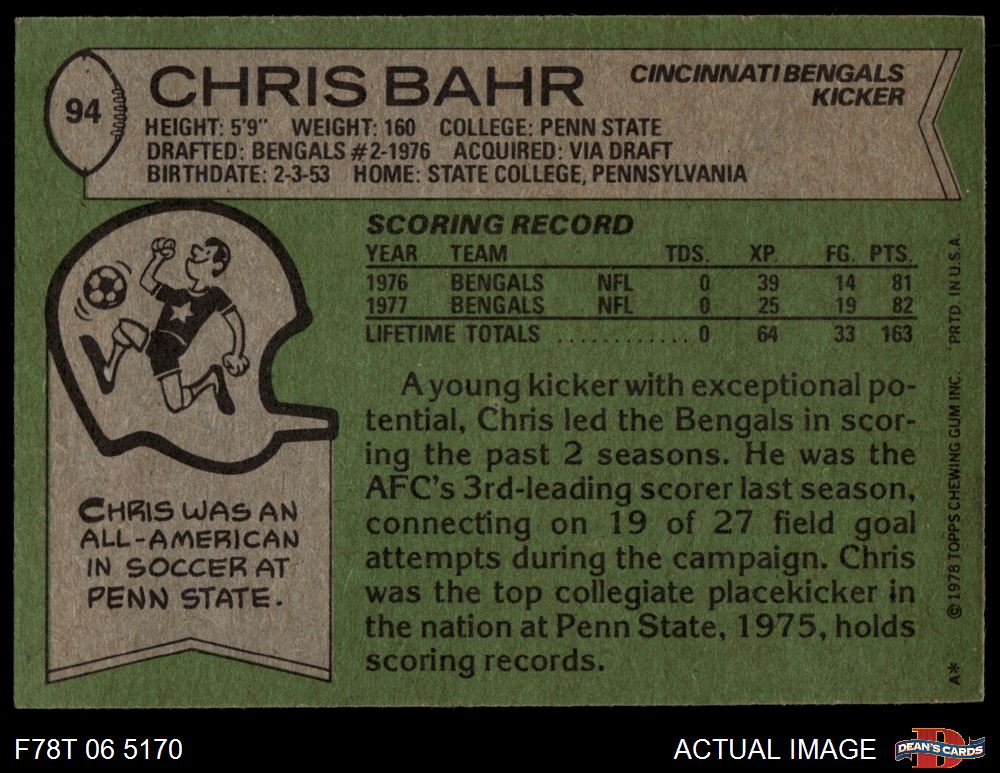 94
CHRIS BAHR
CINCINNATI BENGALS
KICKER
HEIGHT: 5'9" WEIGHT: 160 COLLEGE: PENN STATE
DRAFTED: BENGALS #2-1976 ACQUIRED: VIA DRAFT
BIRTHDATE: 2-3-53 HOME: STATE COLLEGE, PENNSYLVANIA
SCORING RECORD
YEAR TEAM TDS. XP. FG. PTS.
1976 BENGALS NFL 0 39 14 81
1977 BENGALS NFL 0 25 19 82
LIFETIME TOTALS . . . . . . . . . . . . 0 64 33 163
A young kicker with exceptional po-
tential, Chris led the Bengals in scor-
ing the past 2 seasons. He was the
AFC's 3rd-leading scorer last season,
connecting on 19 of 27 field goal
attempts during the campaign. Chris
was the top collegiate placekicker in
the nation at Penn State, 1975, holds
scoring records.
CHRIS WAS AN
ALL-AMERICAN
IN SOCCER AT
PENN STATE.
A* © 1978 TOPPS CHEWING GUM INC. PRTD. IN U.S.A.
F78T 06 5170
ACTUAL IMAGE
D
DEAN'S CARDS